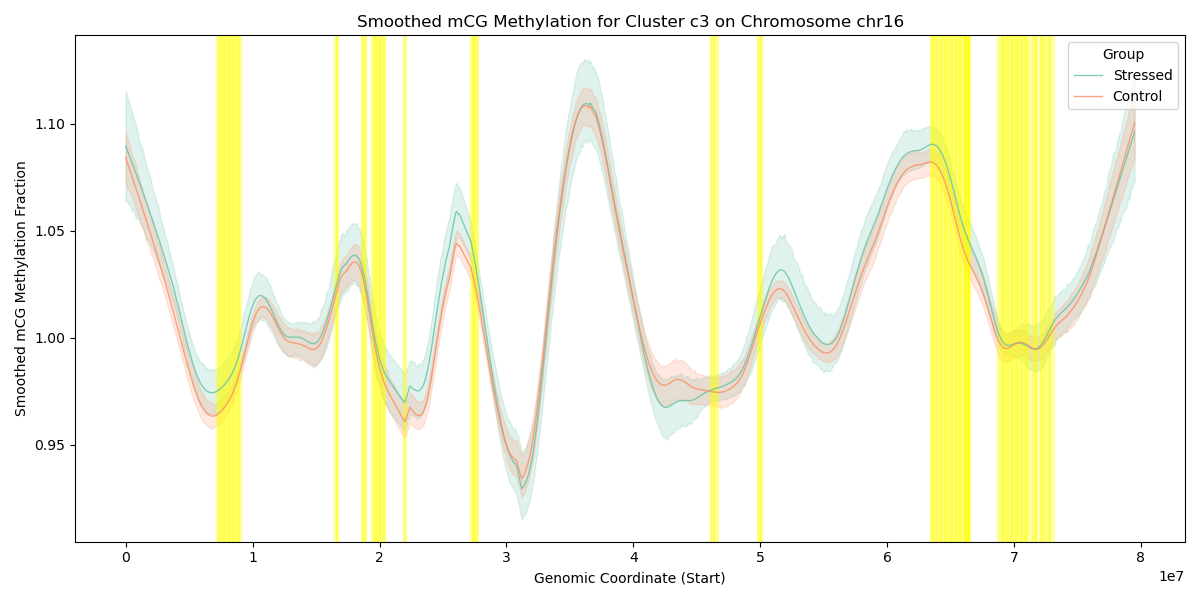 Smoothed mCG Methylation for Cluster c3 on Chromosome chr16
Group
Stressed
Control
Smoothed mCG Methylation Fraction
1.10
1.05
1.00
0.95
0 1 2 3 4 5 6 7 8
1e7
Genomic Coordinate (Start)